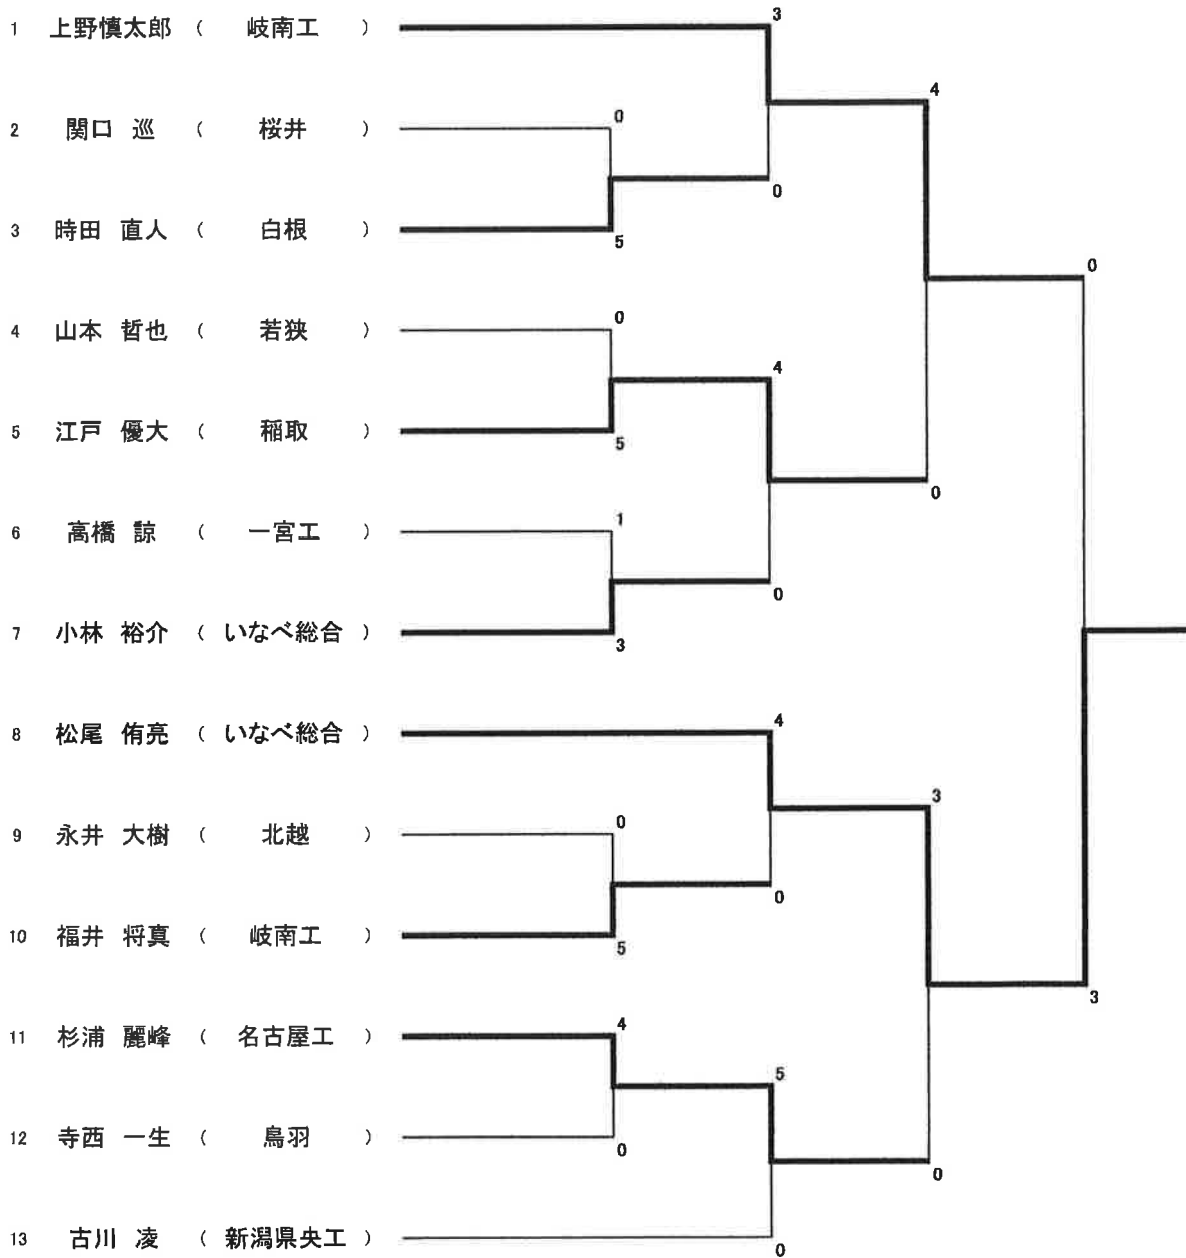 3
1 上野慎太郎 ( 岐南工 )
4
0
2 関口 巡 ( 桜井 )
0
3 時田 直人 ( 白根 )
5
0
0
4 山本 哲也 ( 若狭 )
4
5 江戸 優大 ( 稲取 )
5
0
1
6 高橋 諒 ( 一宮工 )
0
7 小林 裕介 ( いなべ総合 )
3
4
8 松尾 侑亮 ( いなべ総合 )
3
0
9 永井 大樹 ( 北越 )
0
10 福井 将真 ( 岐南工 )
5
3
4
11 杉浦 麗峰 ( 名古屋工 )
5
12 寺西 一生 ( 鳥羽 )
0
0
13 古川 凌 ( 新潟県央工 )
0